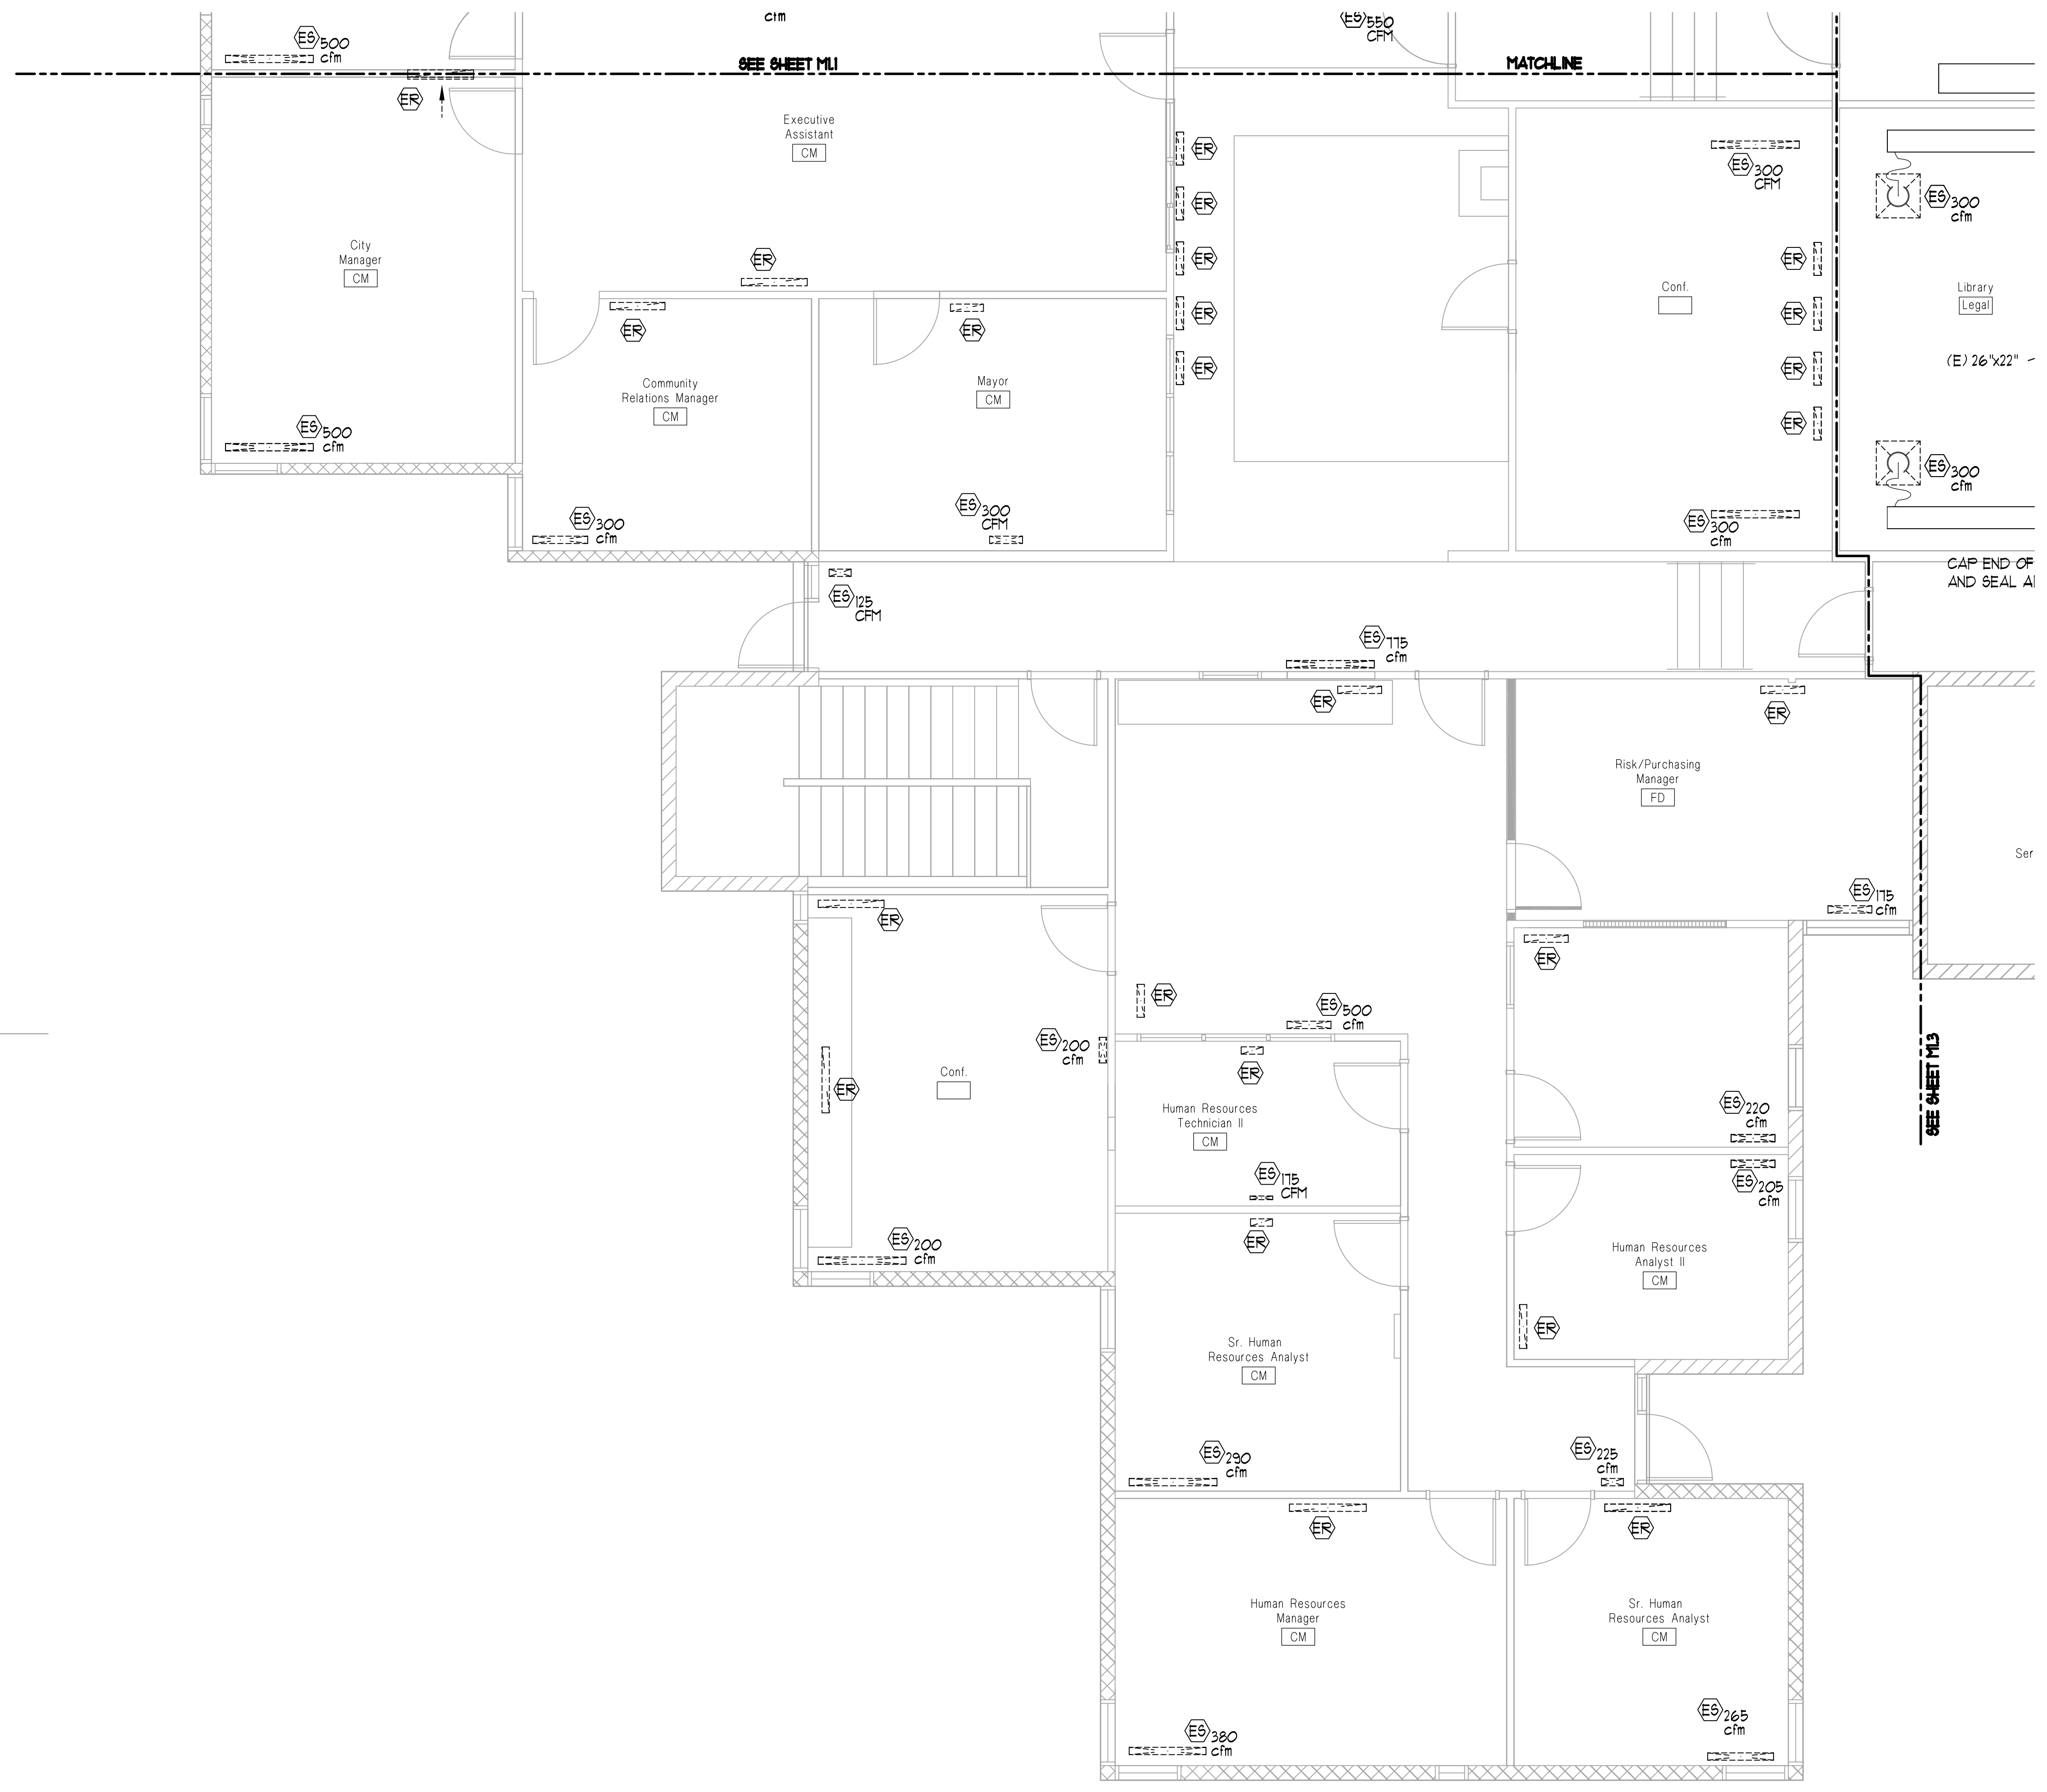 cfm
ES 550
CFM
ES 500
cfm
SEE SHEET M1.1
MATCHLINE
ER
Executive
Assistant
CM
ER
ES 300
CFM
ER
ES 300
cfm
City
Manager
CM
ER
ER
ER
Conf.
Library
Legal
ER
ER
ER
ER
ER
(E) 26"x22"
ER
ER
Community
Relations Manager
CM
Mayor
CM
ER
ES 500
cfm
ES 300
cfm
ES 300
CFM
ES 300
cfm
ES 300
cfm
CAP END OF
AND SEAL
ES 125
CFM
ES 775
cfm
ER
ER
Risk/Purchasing
Manager
FD
Ser
ES 175
cfm
ER
ER
ER
ES 500
cfm
ES 200
cfm
SEE SHEET M1.3
ER
ER
Conf.
Human Resources
Technician II
CM
ES 220
cfm
ES 175
CFM
ES 205
cfm
ES 200
cfm
ER
Human Resources
Analyst II
CM
ER
Sr. Human
Resources Analyst
CM
ES 290
cfm
ES 225
cfm
ER
ER
Human Resources
Manager
CM
Sr. Human
Resources Analyst
CM
ES 380
cfm
ES 265
cfm